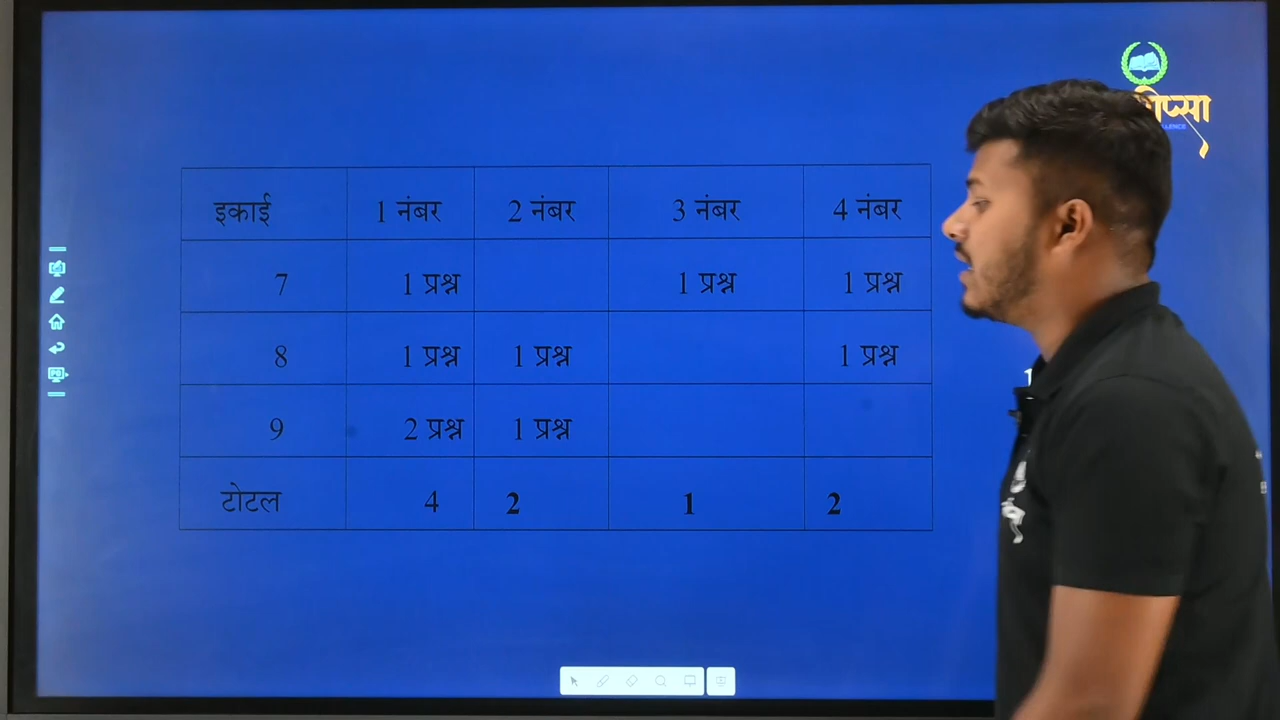 इकाई 1 नंबर 2 नंबर 3 नंबर 4 नंबर
7 1 प्रश्न 1 प्रश्न 1 प्रश्न
8 1 प्रश्न 1 प्रश्न 1 प्रश्न
9 2 प्रश्न 1 प्रश्न
टोटल 4 2 1 2